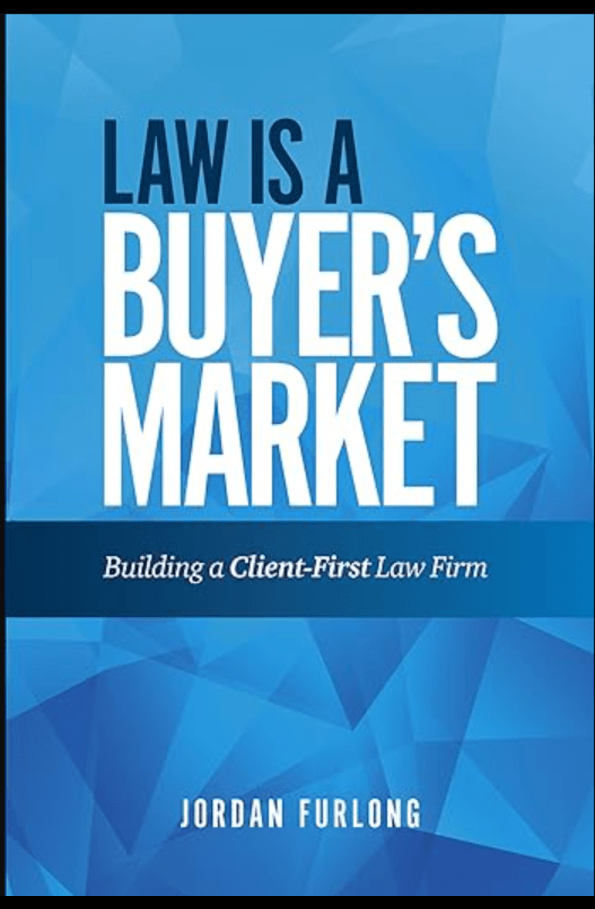 LAW IS A
BUYER'S
MARKET
Building a Client-First Law Firm
JORDAN FURLONG